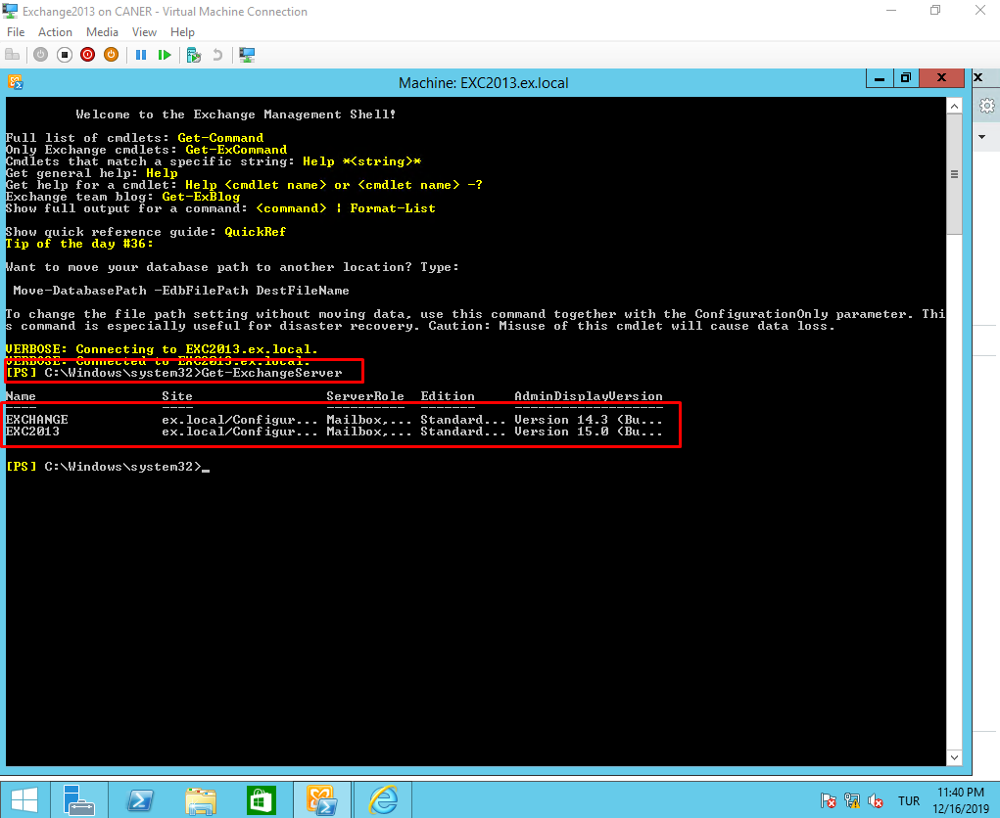 Exchange2013 on CANER - Virtual Machine Connection
File Action Media View Help
Machine: EXC2013.ex.local
Welcome to the Exchange Management Shell!
Full list of cmdlets: Get-Command
Only Exchange cmdlets: Get-ExCommand
Cmdlets that match a specific string: Help *<string>*
Get general help: Help
Get help for a cmdlet: Help <cmdlet name> or <cmdlet name> -?
Exchange team blog: Get-ExBlog
Show full output for a command: <command> | Format-List
Show quick reference guide: QuickRef
Tip of the day #36:
Want to move your database path to another location? Type:
Move-DatabasePath -EdbFilePath DestFileName
To change the file path setting without moving data, use this command together with the ConfigurationOnly parameter. Thi
s command is especially useful for disaster recovery. Caution: Misuse of this cmdlet will cause data loss.
VERBOSE: Connecting to EXC2013.ex.local.
VERBOSE: Connected to EXC2013.ex.local.
[PS] C:\Windows\system32>Get-ExchangeServer
Name Site ServerRole Edition AdminDisplayVersion
---- ---- ---------- ------- -------------------
EXCHANGE ex.local/Configur... Mailbox,... Standard... Version 14.3 (Bu...
EXC2013 ex.local/Configur... Mailbox,... Standard... Version 15.0 (Bu...
[PS] C:\Windows\system32>_
TUR
11:40 PM
12/16/2019